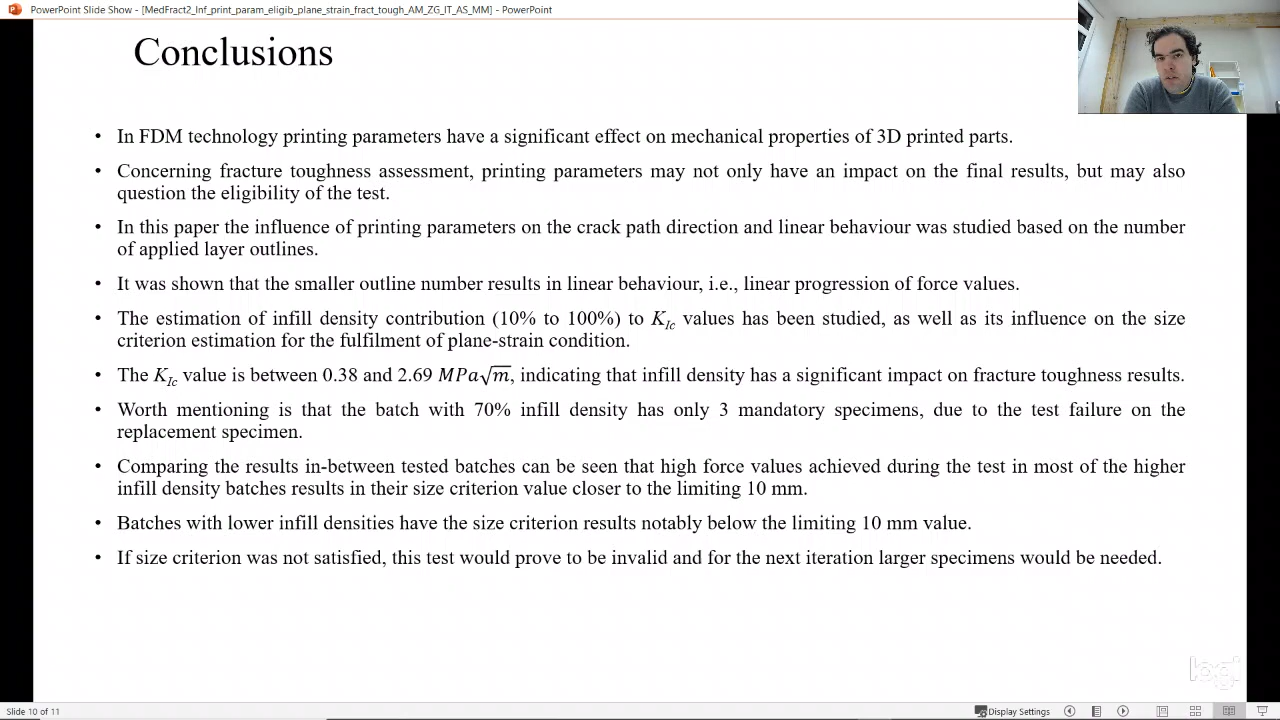 PowerPoint Slide Show - [MedFract2_Inf_print_param_eligib_plane_strain_fract_tough_AM_ZG_IT_AS_MM] - PowerPoint
Conclusions
• In FDM technology printing parameters have a significant effect on mechanical properties of 3D printed parts.
• Concerning fracture toughness assessment, printing parameters may not only have an impact on the final results, but may also
question the eligibility of the test.
• In this paper the influence of printing parameters on the crack path direction and linear behaviour was studied based on the number
of applied layer outlines.
• It was shown that the smaller outline number results in linear behaviour, i.e., linear progression of force values.
• The estimation of infill density contribution (10% to 100%) to K_Ic values has been studied, as well as its influence on the size
criterion estimation for the fulfilment of plane-strain condition.
• The K_Ic value is between 0.38 and 2.69 MPa√m, indicating that infill density has a significant impact on fracture toughness results.
• Worth mentioning is that the batch with 70% infill density has only 3 mandatory specimens, due to the test failure on the
replacement specimen.
• Comparing the results in-between tested batches can be seen that high force values achieved during the test in most of the higher
infill density batches results in their size criterion value closer to the limiting 10 mm.
• Batches with lower infill densities have the size criterion results notably below the limiting 10 mm value.
• If size criterion was not satisfied, this test would prove to be invalid and for the next iteration larger specimens would be needed.
Slide 10 of 11
Display Settings